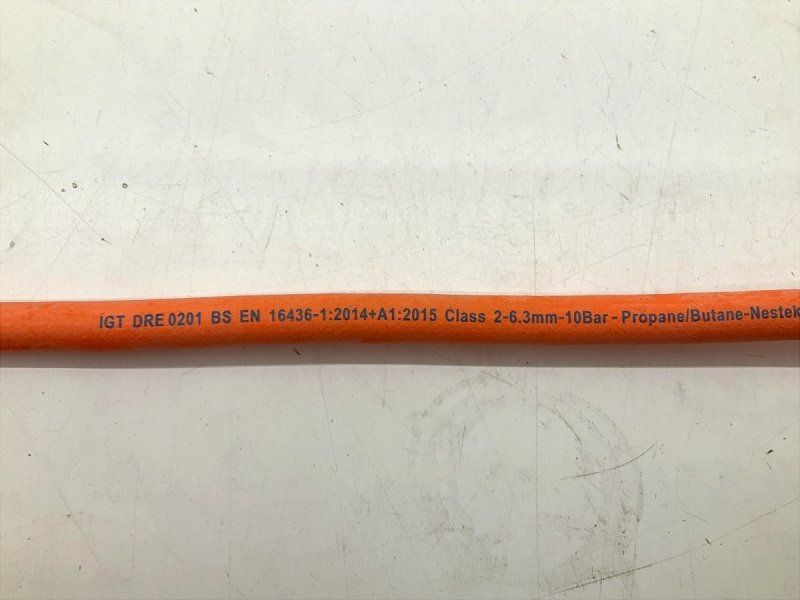 IGT DRE 0201 BS EN 16436-1:2014+A1:2015 Class 2-6.3mm-10Bar - Propane/Butane-Nestek